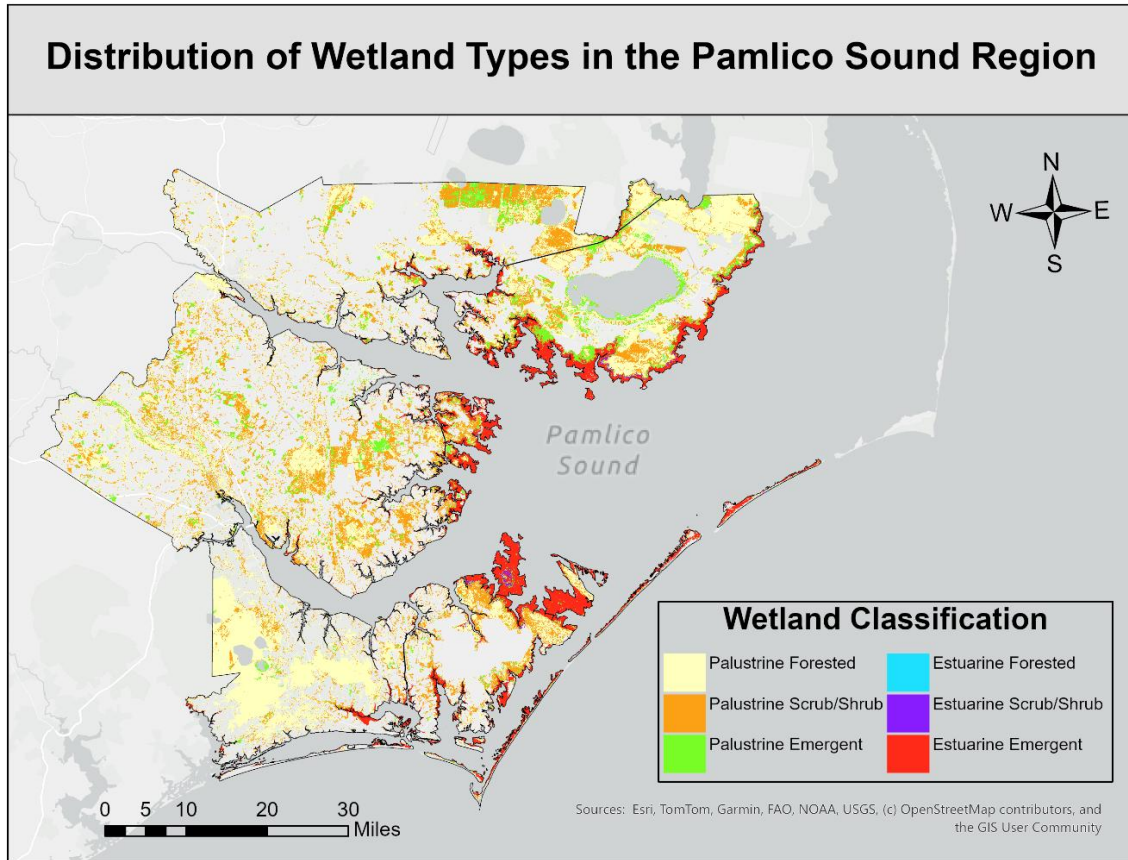 Distribution of Wetland Types in the Pamlico Sound Region
N
W E
S
Pamlico
Sound
Wetland Classification
Palustrine Forested
Palustrine Scrub/Shrub
Palustrine Emergent
Estuarine Forested
Estuarine Scrub/Shrub
Estuarine Emergent
0 5 10 20 30
Miles
Sources: Esri, TomTom, Garmin, FAO, NOAA, USGS, (c) OpenStreetMap contributors, and
the GIS User Community